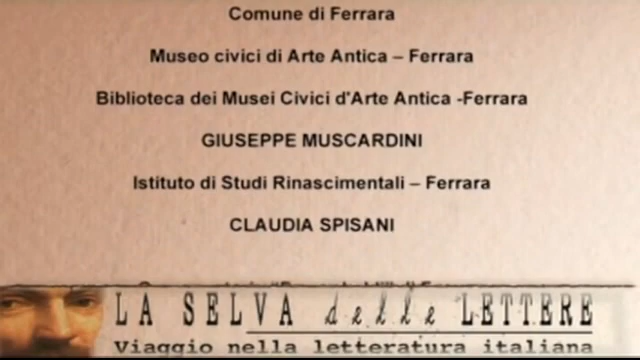 Comune di Ferrara
Museo civici di Arte Antica – Ferrara
Biblioteca dei Musei Civici d'Arte Antica -Ferrara
GIUSEPPE MUSCARDINI
Istituto di Studi Rinascimentali – Ferrara
CLAUDIA SPISANI
LA SELVA delle LETTERE
Viaggio nella letteratura italiana